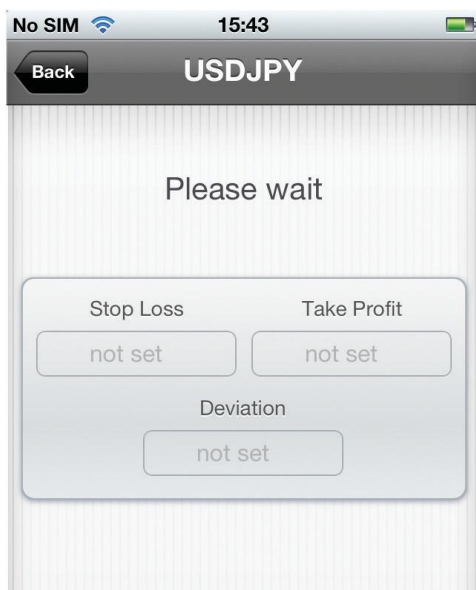 No SIM 15:43
Back USDJPY
Please wait
Stop Loss Take Profit
not set not set
Deviation
not set